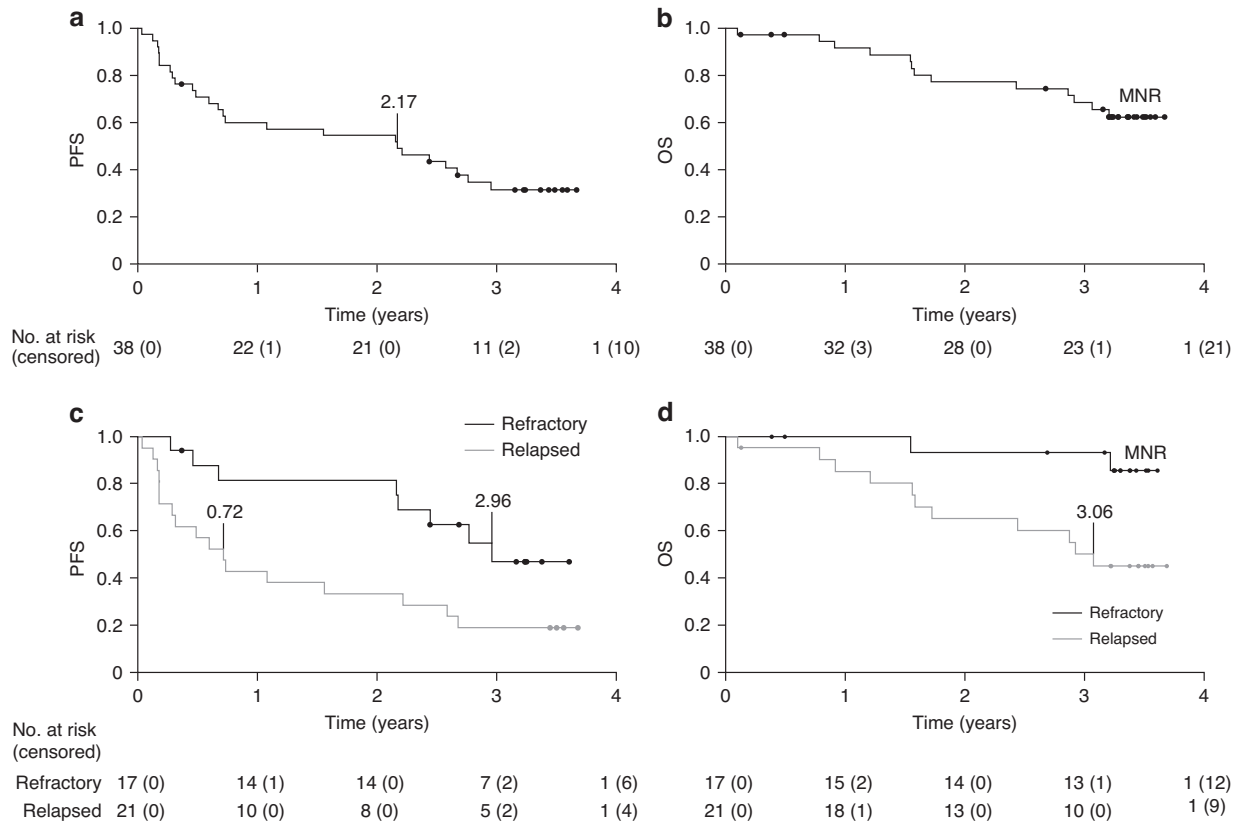 a
1.0
0.8
0.6
0.4
0.2
0
PFS
2.17
0 1 2 3 4
Time (years)
No. at risk
(censored)
38 (0) 22 (1) 21 (0) 11 (2) 1 (10)
b
1.0
0.8
0.6
0.4
0.2
0
OS
MNR
0 1 2 3 4
Time (years)
38 (0) 32 (3) 28 (0) 23 (1) 1 (21)
c
1.0
0.8
0.6
0.4
0.2
0
PFS
Refractory
Relapsed
0.72
2.96
0 1 2 3 4
Time (years)
d
1.0
0.8
0.6
0.4
0.2
0
OS
MNR
3.06
Refractory
Relapsed
0 1 2 3 4
Time (years)
No. at risk
(censored)
Refractory 17 (0) 14 (1) 14 (0) 7 (2) 1 (6) 17 (0) 15 (2) 14 (0) 13 (1) 1 (12)
Relapsed 21 (0) 10 (0) 8 (0) 5 (2) 1 (4) 21 (0) 18 (1) 13 (0) 10 (0) 1 (9)